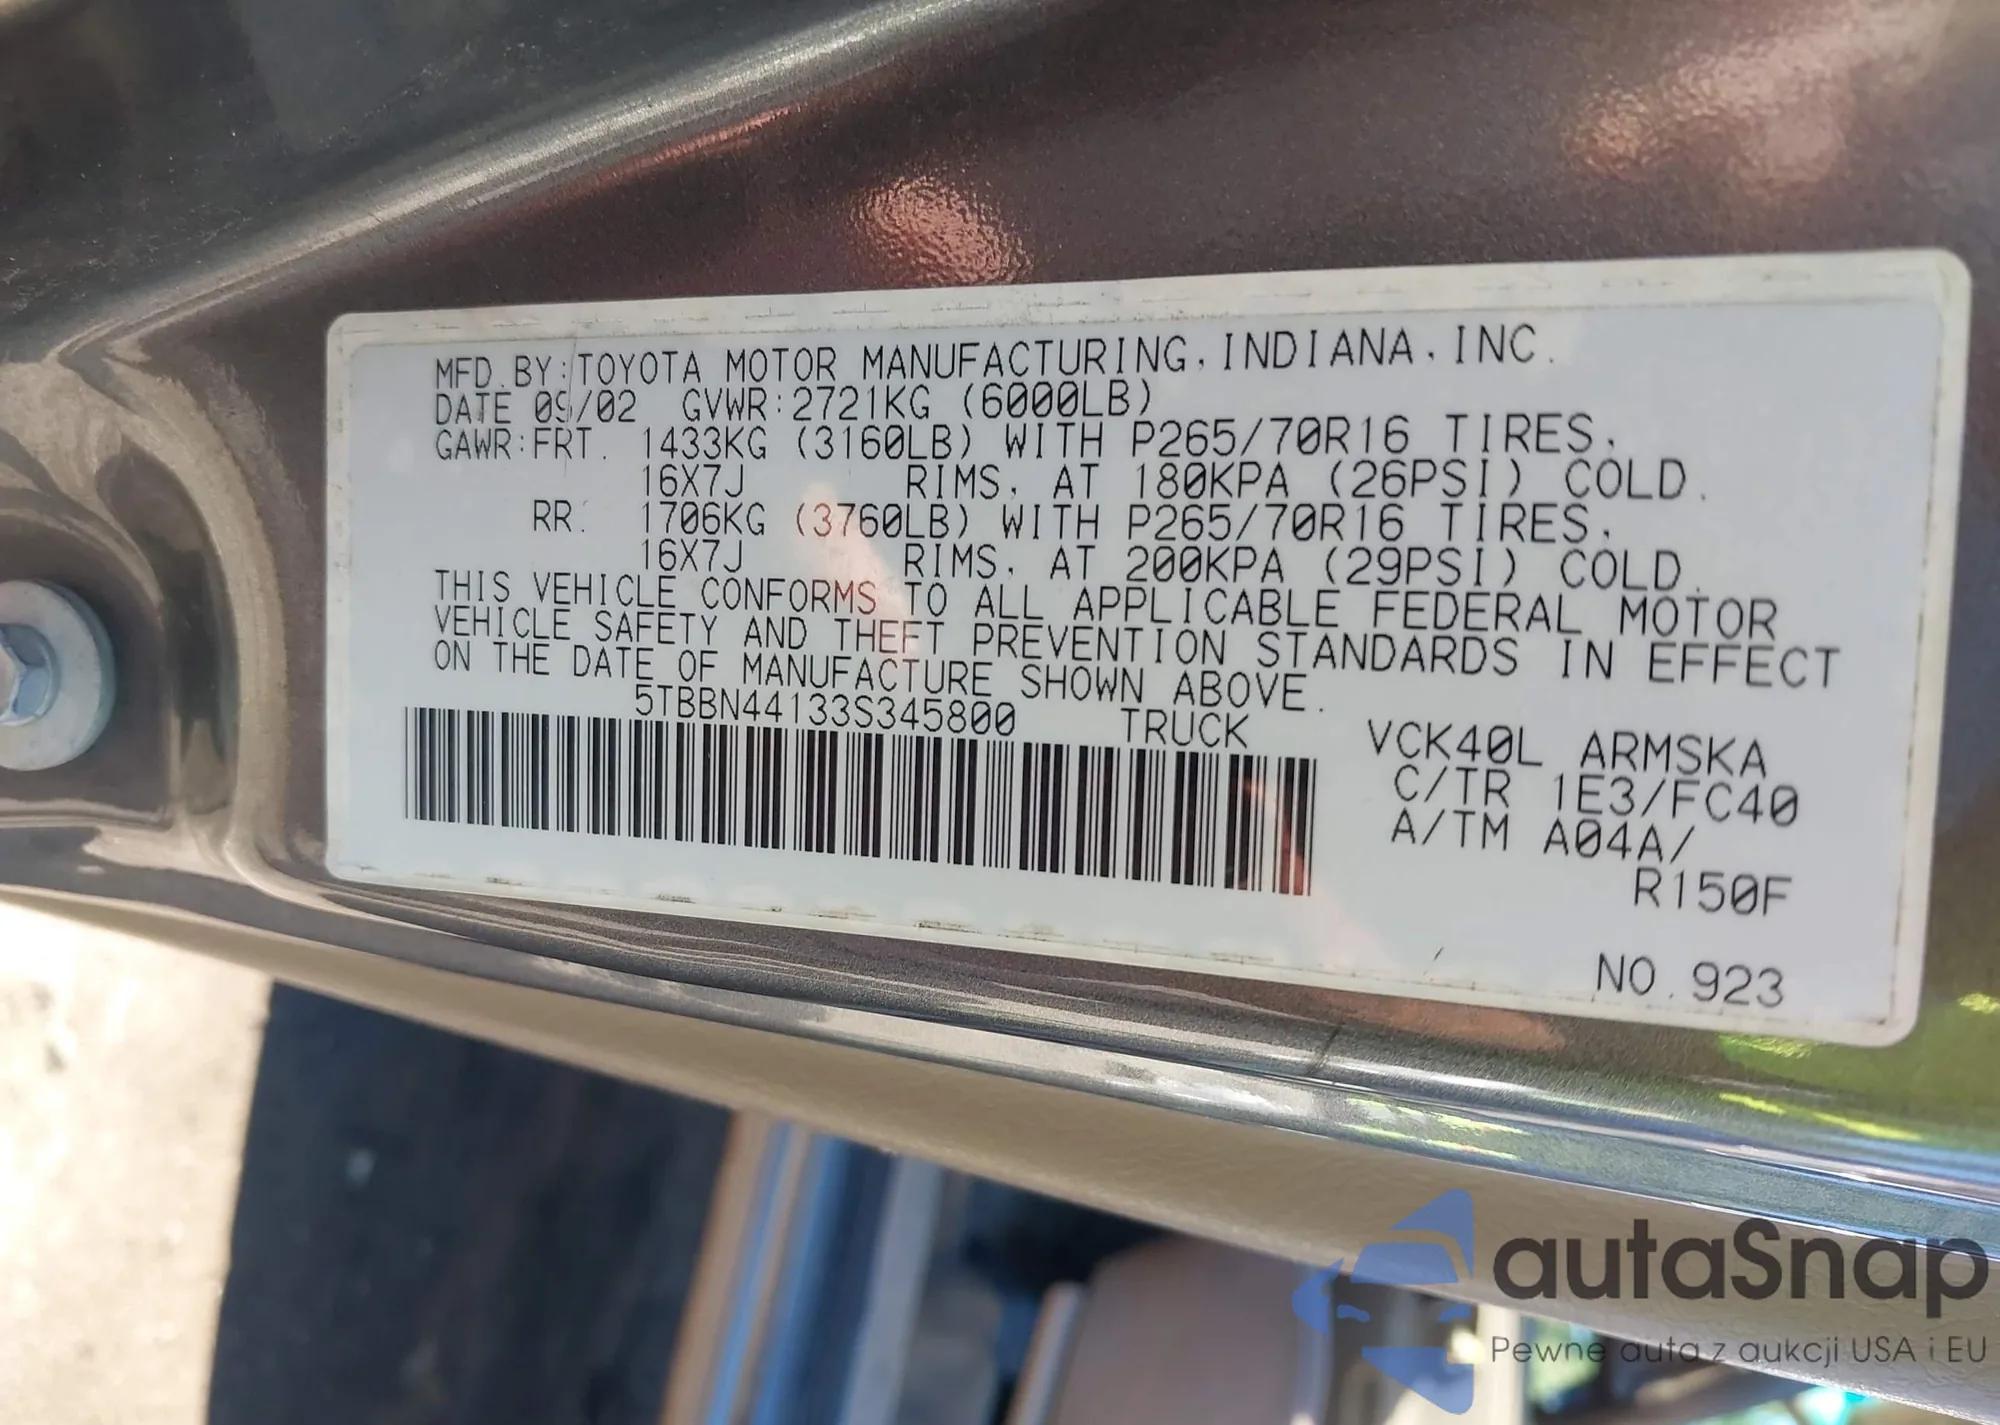 MFD.BY:TOYOTA MOTOR MANUFACTURING,INDIANA,INC.
DATE 09/02 GVWR:2721KG (6000LB)
GAWR:FRT. 1433KG (3160LB) WITH P265/70R16 TIRES,
16X7J RIMS, AT 180KPA (26PSI) COLD.
RR. 1706KG (3760LB) WITH P265/70R16 TIRES,
16X7J RIMS, AT 200KPA (29PSI) COLD.
THIS VEHICLE CONFORMS TO ALL APPLICABLE FEDERAL MOTOR
VEHICLE SAFETY AND THEFT PREVENTION STANDARDS IN EFFECT
ON THE DATE OF MANUFACTURE SHOWN ABOVE.
5TBBN44133S345800 TRUCK
VCK40L ARMSKA
C/TR 1E3/FC40
A/TM A04A/
R150F
NO.923
autaSnap
Pewne auta z aukcji USA i EU